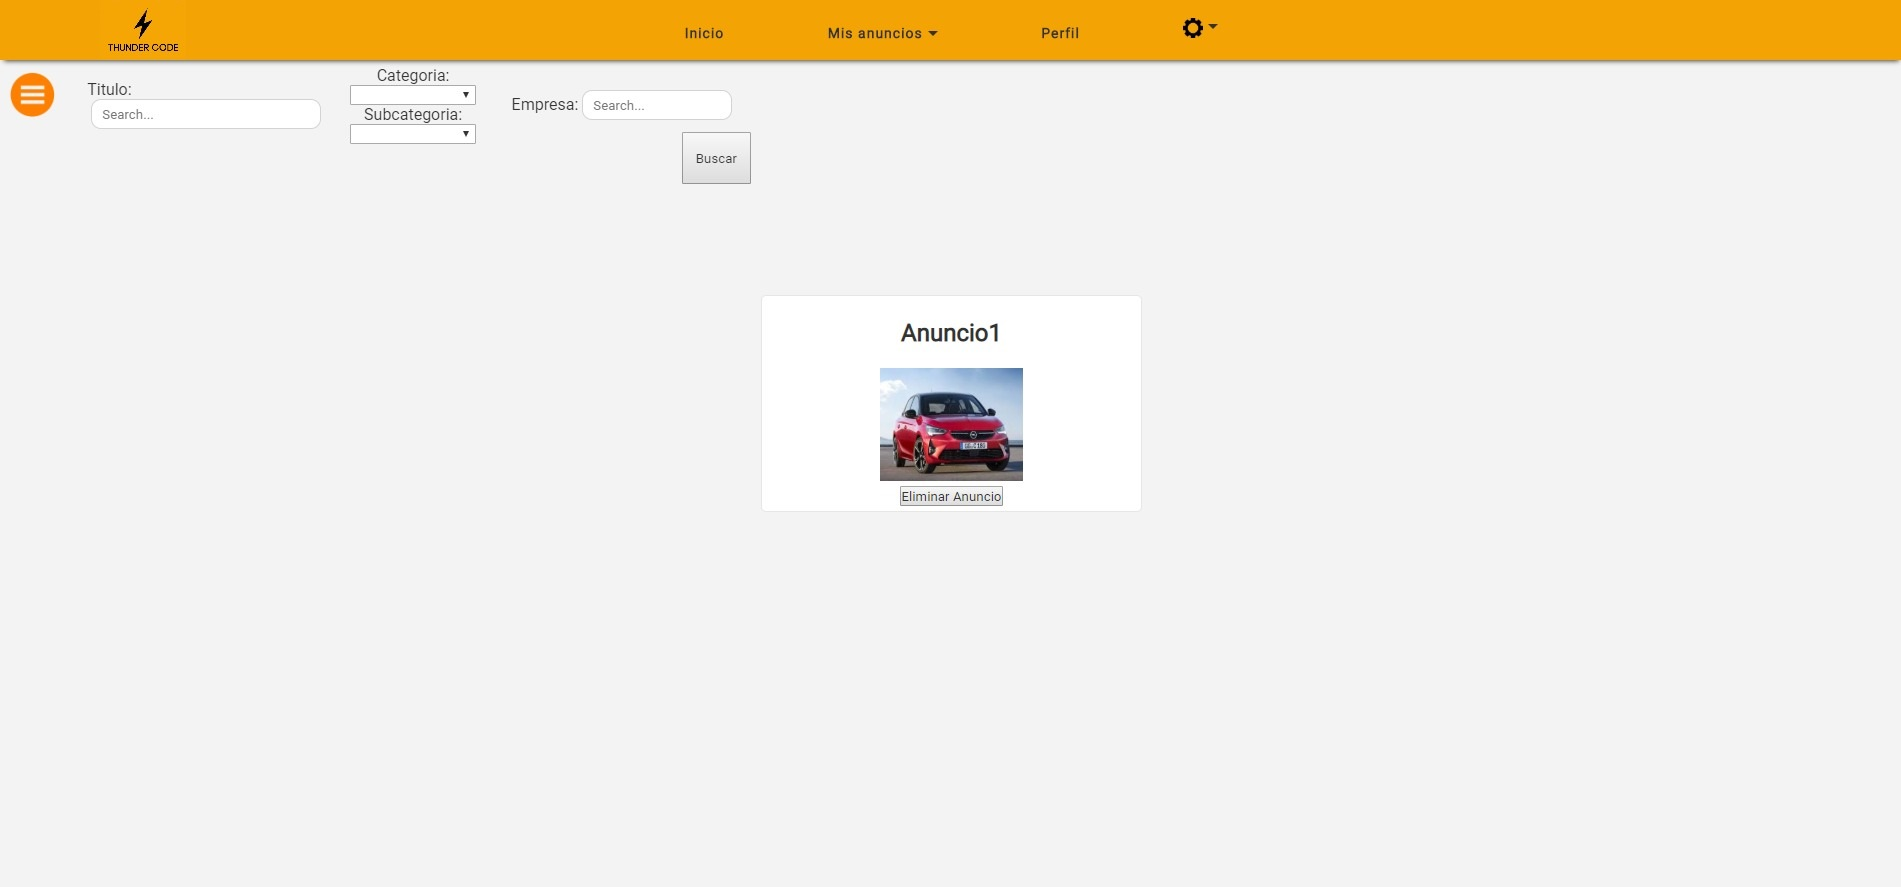 THUNDER CODE
Inicio
Mis anuncios
Perfil
Titulo:
Search...
Categoria:
Subcategoria:
Empresa:
Search...
Buscar
Anuncio1
Eliminar Anuncio